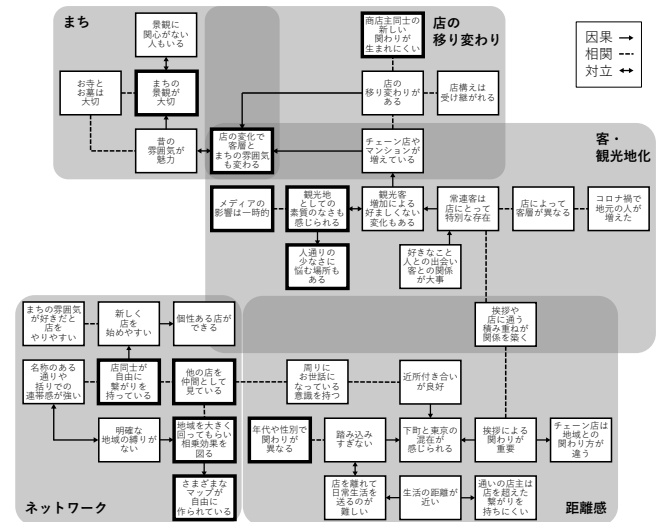 まち
景観に
関心がない
人もいる
お寺と
お墓は
大切
まちの
景観が
大切
昔の
雰囲気が
魅力
店の変化で
客層と
まちの雰囲気
も変わる
商店主同士の
新しい
関わりが
生まれにくい
店の
移り変わり
店の
移り変わりが
ある
店構えは
受け継がれる
チェーン店や
マンションが
増えている
因果
相関
対立
客・
観光地化
メディアの
影響は一時的
観光地
としての
素質のなさも
感じられる
観光客
増加による
好ましくない
変化もある
常連客は
店にとって
特別な存在
店によって
客層が異なる
コロナ禍で
地元の人が
増えた
人通りの
少なさに
悩む場所も
ある
好きなこと
人との出会い
客との関係
が大事
挨拶や
店に通う
積み重ねが
関係を築く
まちの雰囲気
が好きだと
店を
やりやすい
新しく
店を
始めやすい
個性ある店が
できる
名称のある
通りや
括りでの
連帯感が強い
店同士が
自由に
繋がりを
持っている
他の店を
仲間として
見ている
周りに
お世話に
なっている
意識を持つ
近所付き合い
が良好
明確な
地域の縛りが
ない
地域を大きく
回ってもらい
相乗効果を
図る
さまざまな
マップが
自由に
作られている
ネットワーク
年代や性別で
関わりが
異なる
踏み込み
すぎない
下町と東京の
混在が
感じられる
挨拶による
関わりが
重要
チェーン店は
地域との
関わり方が
違う
店を離れて
日常生活を
送るのが
難しい
生活の距離が
近い
通いの店主は
店を超えた
繋がりを
持ちにくい
距離感